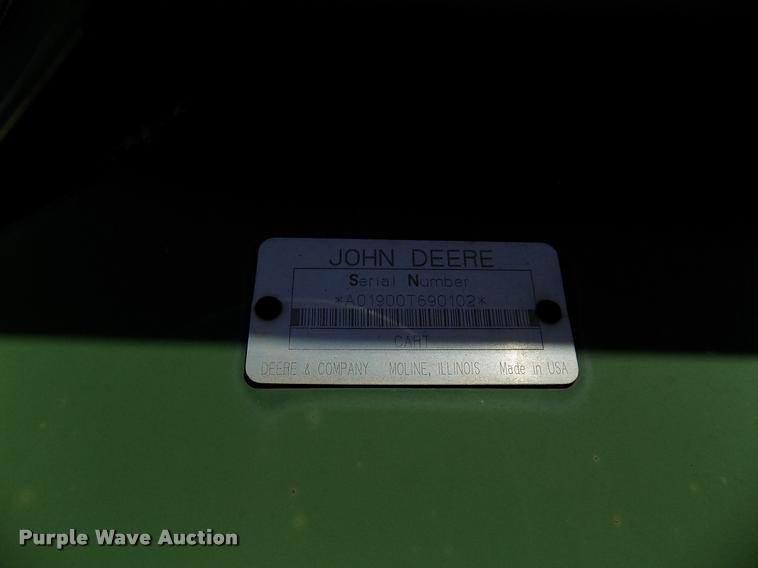 JOHN DEERE
Serial Number
*A01900T690102*
CART
DEERE & COMPANY MOLINE, ILLINOIS Made in USA
Purple Wave Auction